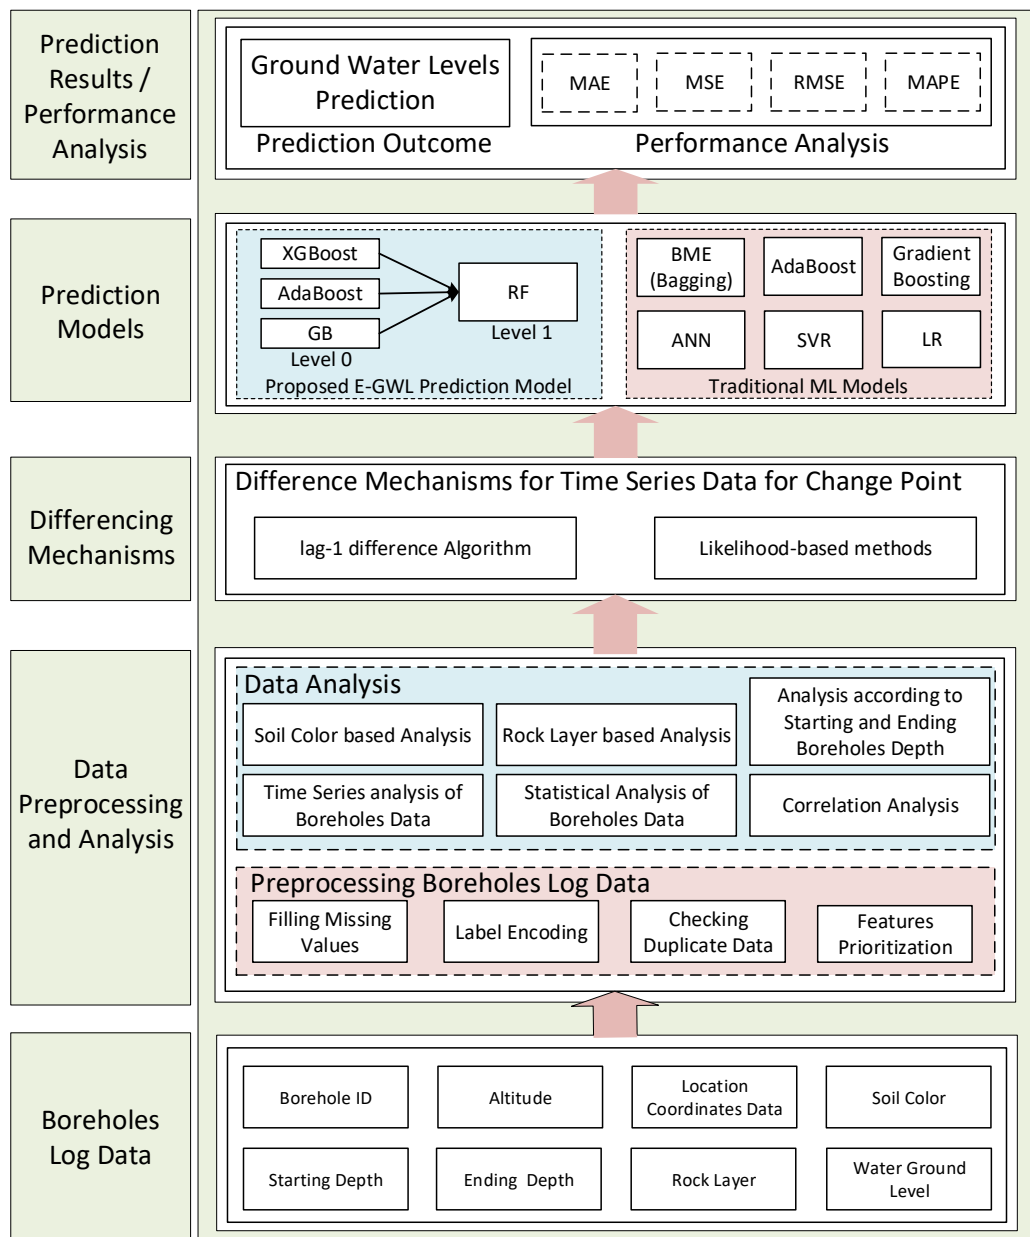 Prediction
Results /
Performance
Analysis
Ground Water Levels
Prediction
Prediction Outcome
MAE
MSE
RMSE
MAPE
Performance Analysis
Prediction
Models
XGBoost
AdaBoost
GB
Level 0
RF
Level 1
Proposed E-GWL Prediction Model
BME
(Bagging)
AdaBoost
Gradient
Boosting
ANN
SVR
LR
Traditional ML Models
Differencing
Mechanisms
Difference Mechanisms for Time Series Data for Change Point
lag-1 difference Algorithm
Likelihood-based methods
Data
Preprocessing
and Analysis
Data Analysis
Soil Color based Analysis
Rock Layer based Analysis
Analysis according to
Starting and Ending
Boreholes Depth
Time Series analysis of
Boreholes Data
Statistical Analysis of
Boreholes Data
Correlation Analysis
Preprocessing Boreholes Log Data
Filling Missing
Values
Label Encoding
Checking
Duplicate Data
Features
Prioritization
Boreholes
Log Data
Borehole ID
Altitude
Location
Coordinates Data
Soil Color
Starting Depth
Ending Depth
Rock Layer
Water Ground
Level